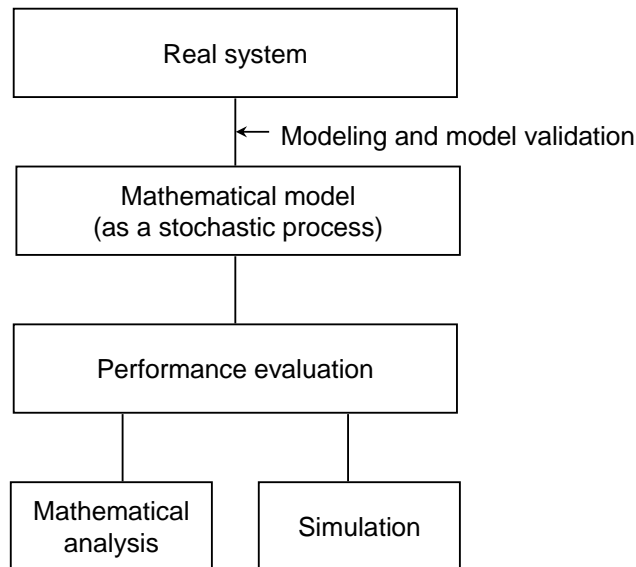 Real system
Modeling and model validation
Mathematical model
(as a stochastic process)
Performance evaluation
Mathematical
analysis
Simulation